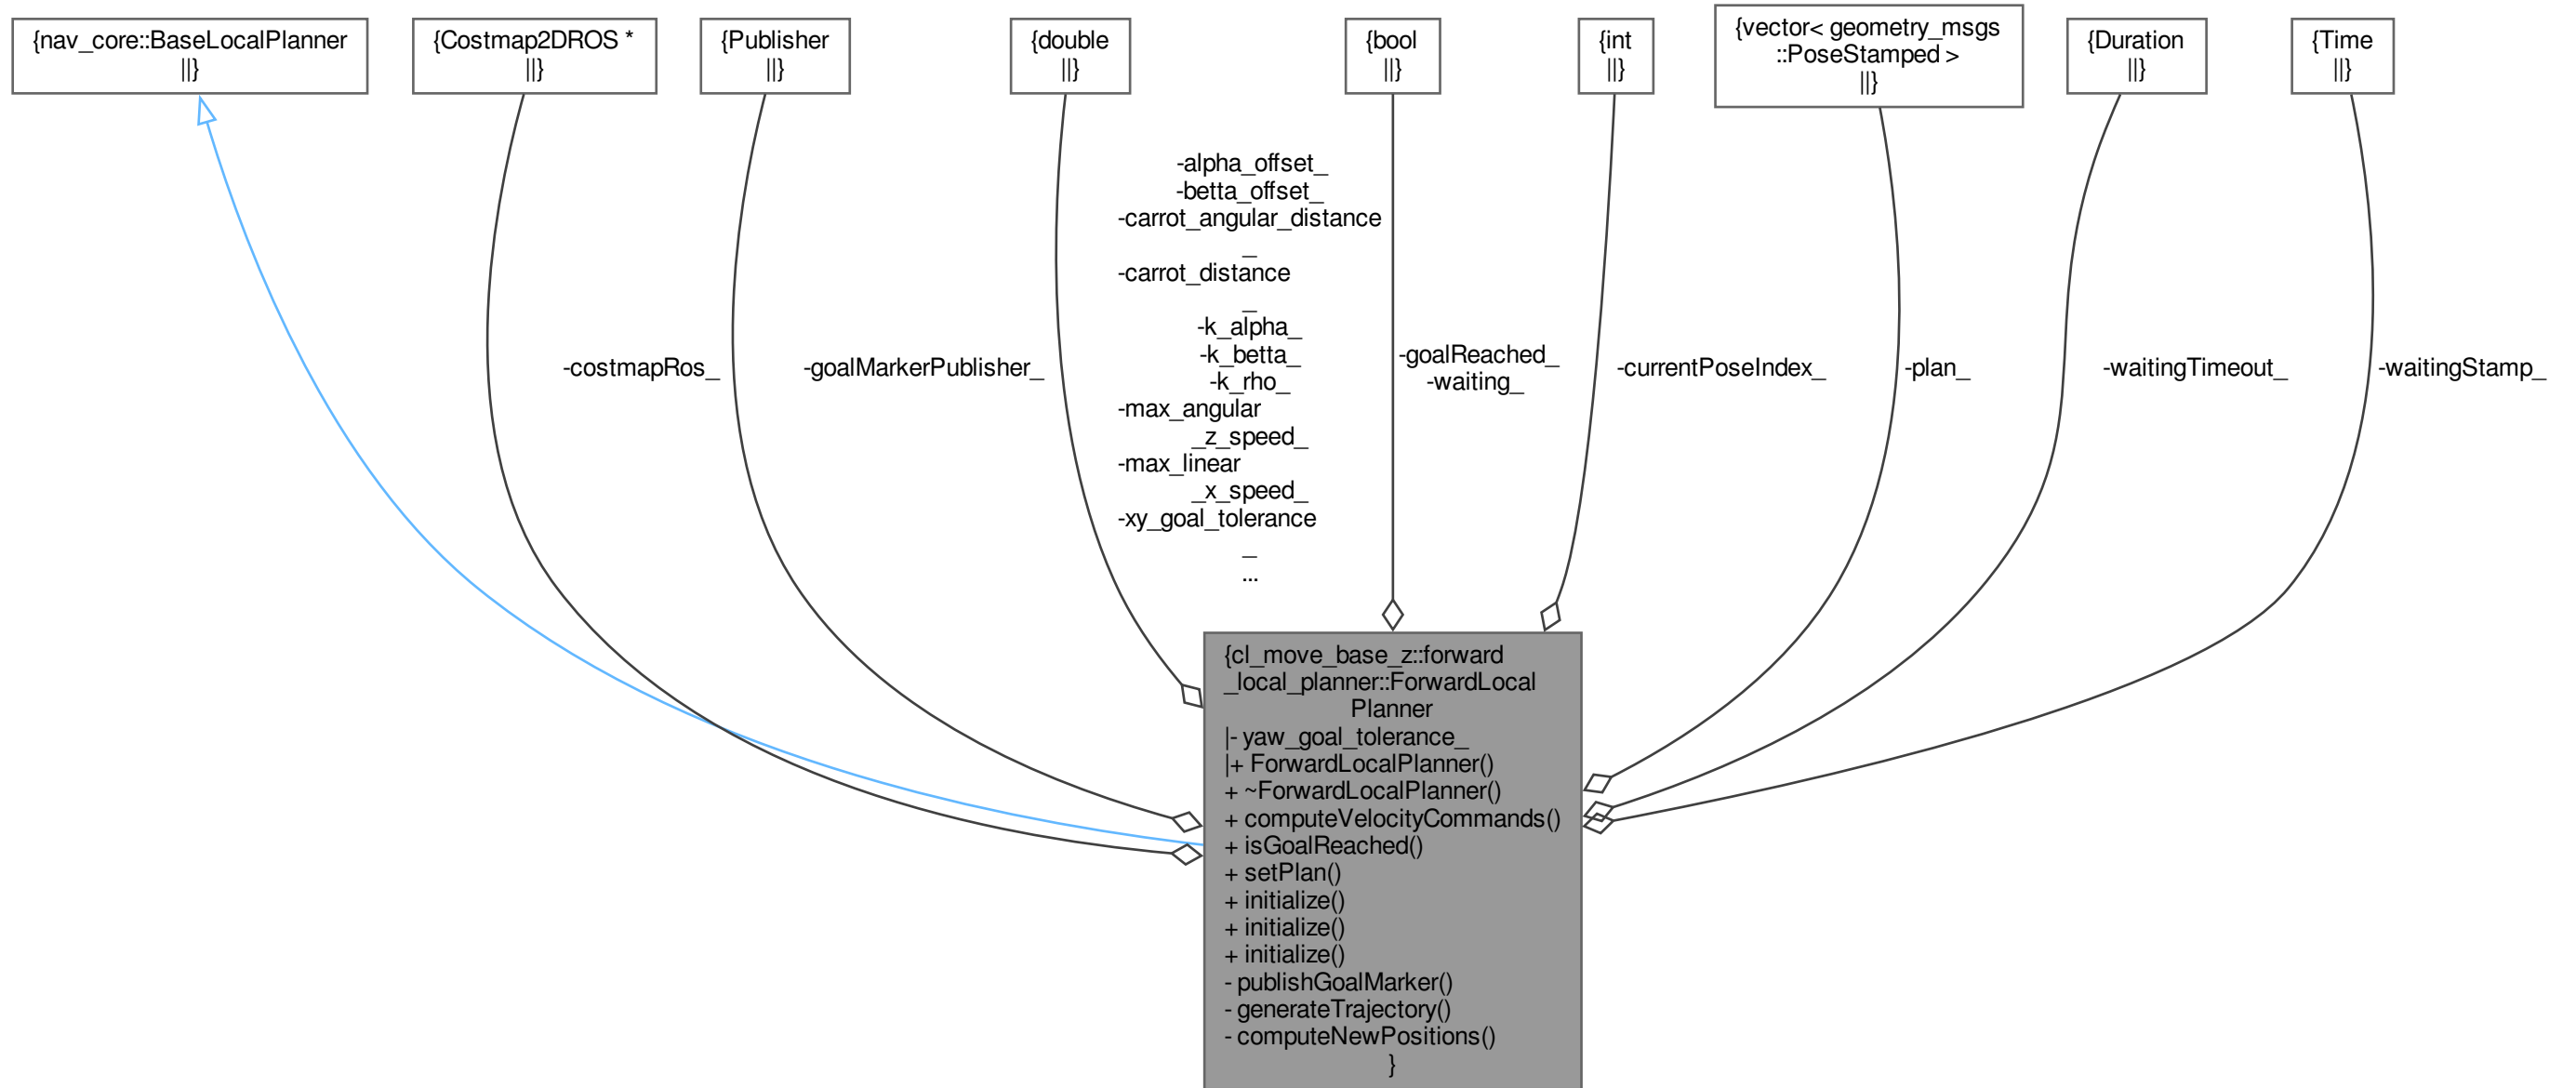 {nav_core::BaseLocalPlanner
||}
{Costmap2DROS *
||}
{Publisher
||}
{double
||}
{bool
||}
{int
||}
{vector< geometry_msgs
::PoseStamped >
||}
{Duration
||}
{Time
||}
-costmapRos_
-goalMarkerPublisher_
-alpha_offset_
-betta_offset_
-carrot_angular_distance
_
-carrot_distance
_
-k_alpha_
-k_betta_
-k_rho_
-max_angular
_z_speed_
-max_linear
_x_speed_
-xy_goal_tolerance
_
...
-goalReached_
-waiting_
-currentPoseIndex_
-plan_
-waitingTimeout_
-waitingStamp_
{cl_move_base_z::forward
_local_planner::ForwardLocal
Planner
|- yaw_goal_tolerance_
|+ ForwardLocalPlanner()
+ ~ForwardLocalPlanner()
+ computeVelocityCommands()
+ isGoalReached()
+ setPlan()
+ initialize()
+ initialize()
+ initialize()
- publishGoalMarker()
- generateTrajectory()
- computeNewPositions()
}